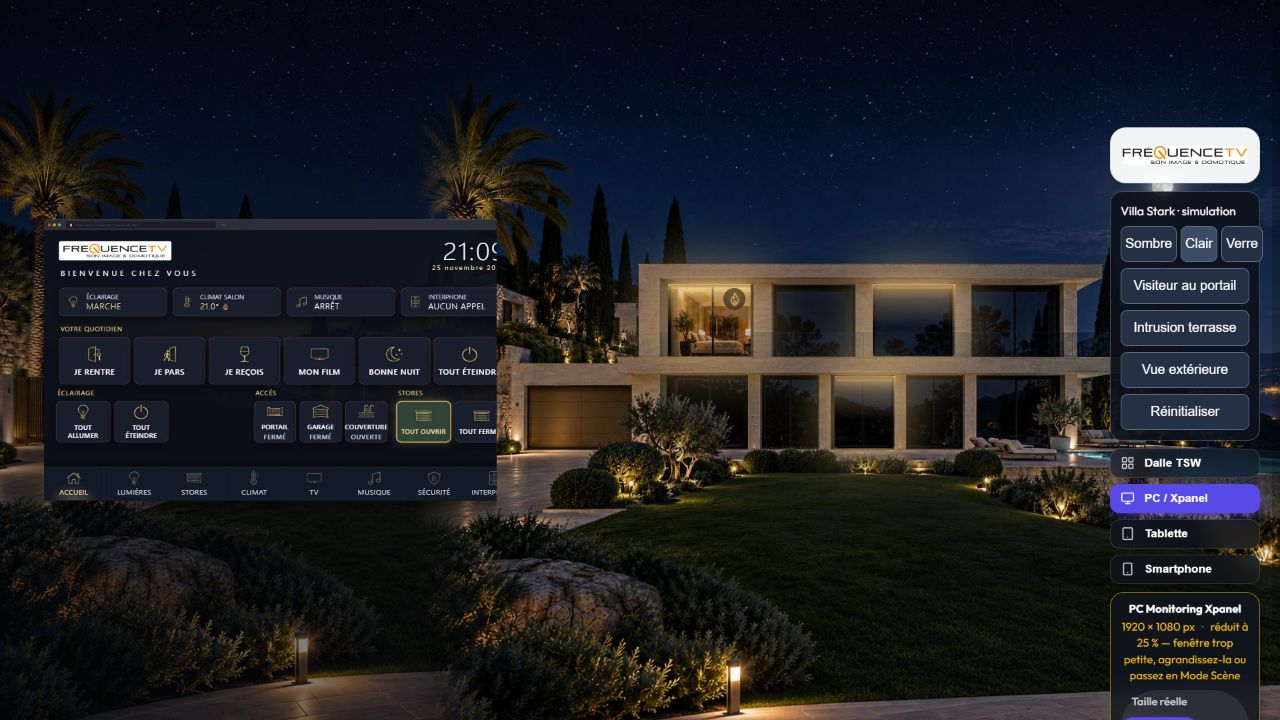 FREQUENCETV
SON IMAGE & DOMOTIQUE
BIENVENUE CHEZ VOUS
21:09
25 novembre 20
ÉCLAIRAGE
MARCHE
CLIMAT SALON
21.0°
MUSIQUE
ARRÊT
INTERPHONE
AUCUN APPEL
VOTRE QUOTIDIEN
JE RENTRE
JE PARS
JE REÇOIS
MON FILM
BONNE NUIT
TOUT ÉTEINDR
ÉCLAIRAGE
ACCÈS
STORES
TOUT
ALLUMER
TOUT
ÉTEINDRE
PORTAIL
FERMÉ
GARAGE
FERMÉ
COUVERTURE
OUVERTE
TOUT OUVRIR
TOUT FERM
ACCUEIL
LUMIÈRES
STORES
CLIMAT
TV
MUSIQUE
SÉCURITÉ
INTERP
FREQUENCETV
SON IMAGE & DOMOTIQUE
Villa Stark · simulation
Sombre
Clair
Verre
Visiteur au portail
Intrusion terrasse
Vue extérieure
Réinitialiser
Dalle TSW
PC / Xpanel
Tablette
Smartphone
PC Monitoring Xpanel
1920 × 1080 px · réduit à
25 % — fenêtre trop
petite, agrandissez-la ou
passez en Mode Scène
Taille réelle